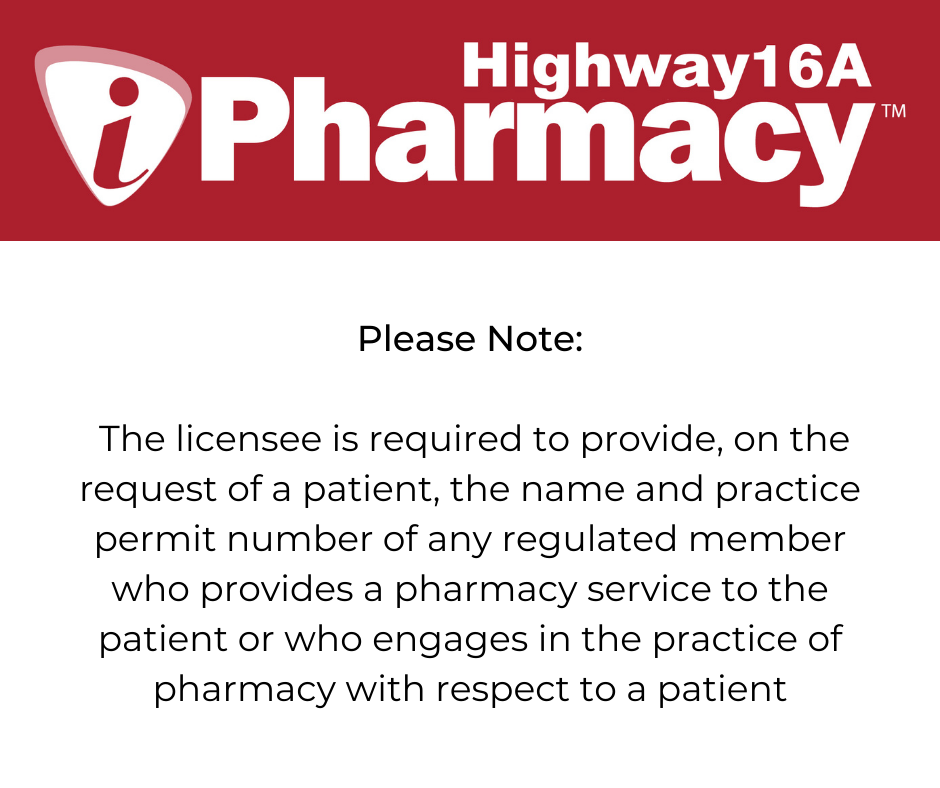 Highway16A
i Pharmacy™
Please Note:
The licensee is required to provide, on the
request of a patient, the name and practice
permit number of any regulated member
who provides a pharmacy service to the
patient or who engages in the practice of
pharmacy with respect to a patient